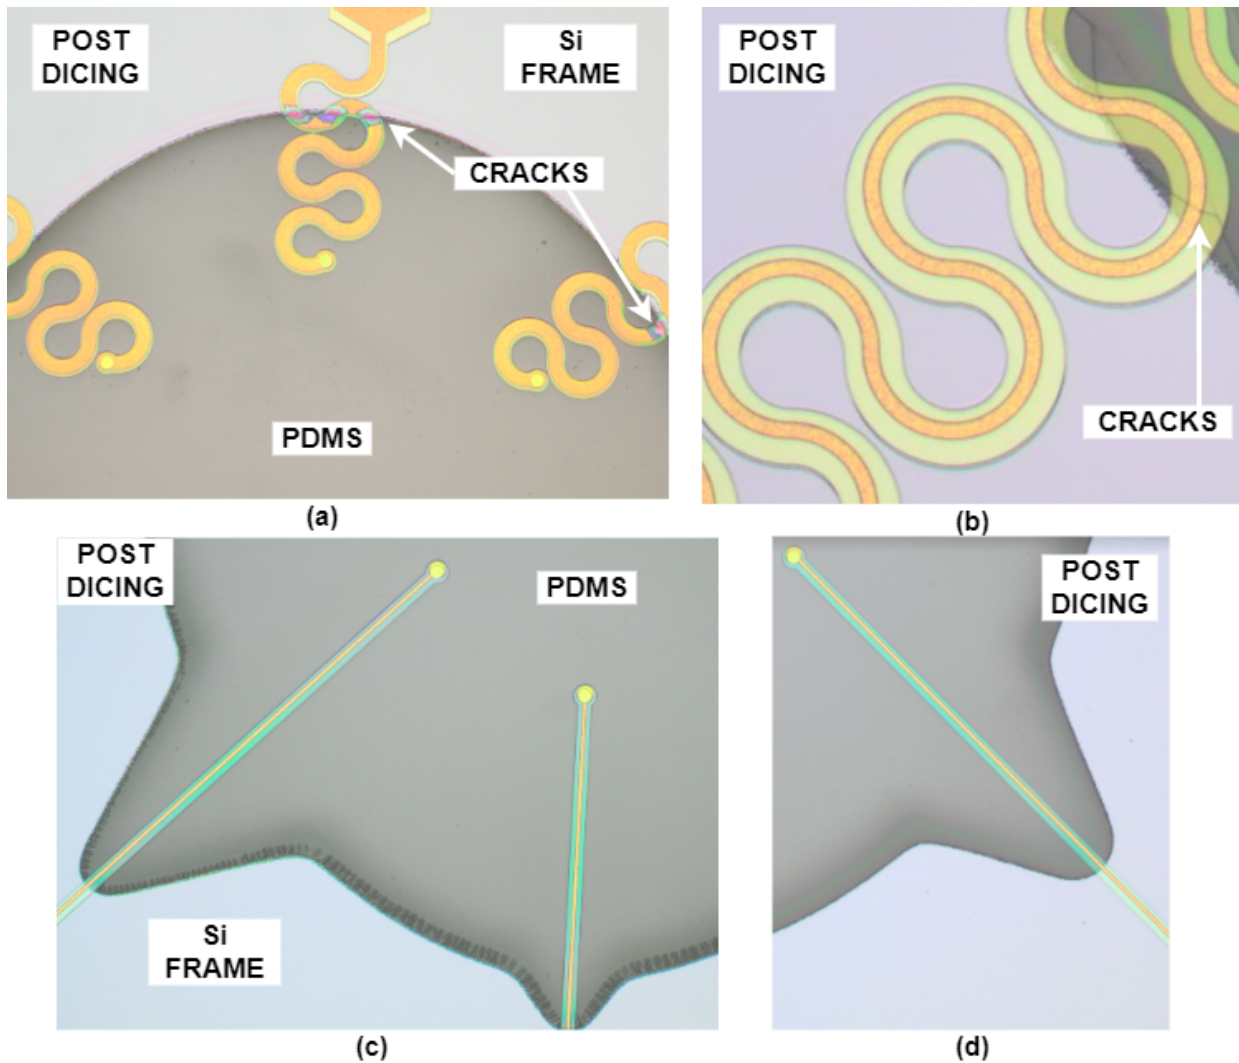 POST
DICING
Si
FRAME
CRACKS
PDMS
(a)
POST
DICING
CRACKS
(b)
POST
DICING
PDMS
Si
FRAME
(c)
POST
DICING
(d)